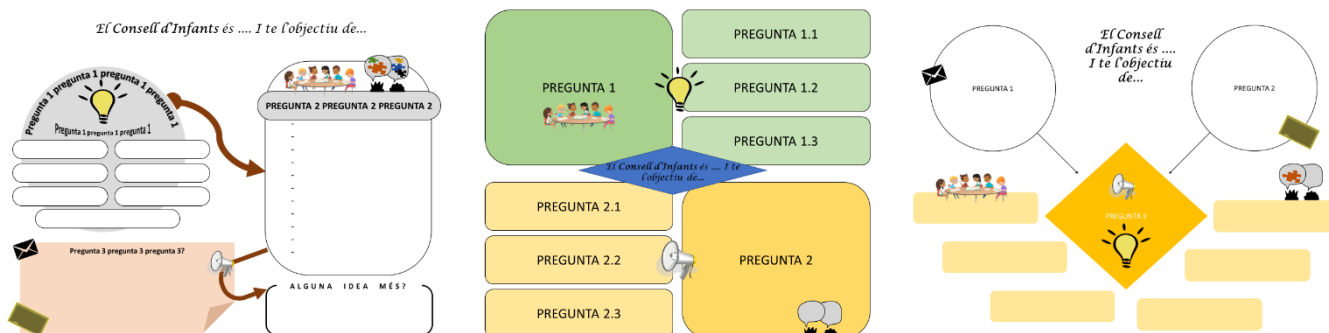 El Consell d'Infants és .... I te l'objectiu de...
Pregunta 1 pregunta 1 pregunta 1 pregunta 1
Pregunta 1 pregunta 1 pregunta 1
PREGUNTA 2 PREGUNTA 2 PREGUNTA 2
-
-
-
-
-
-
-
-
-
Pregunta 3 pregunta 3 pregunta 3?
ALGUNA IDEA MÉS?
PREGUNTA 1
PREGUNTA 1.1
PREGUNTA 1.2
PREGUNTA 1.3
El Consell d'Infants és .... I te
l'objectiu de...
PREGUNTA 2.1
PREGUNTA 2.2
PREGUNTA 2.3
PREGUNTA 2
El Consell
d'Infants és ....
I te l'objectiu
de...
PREGUNTA 1
PREGUNTA 2
PREGUNTA 3